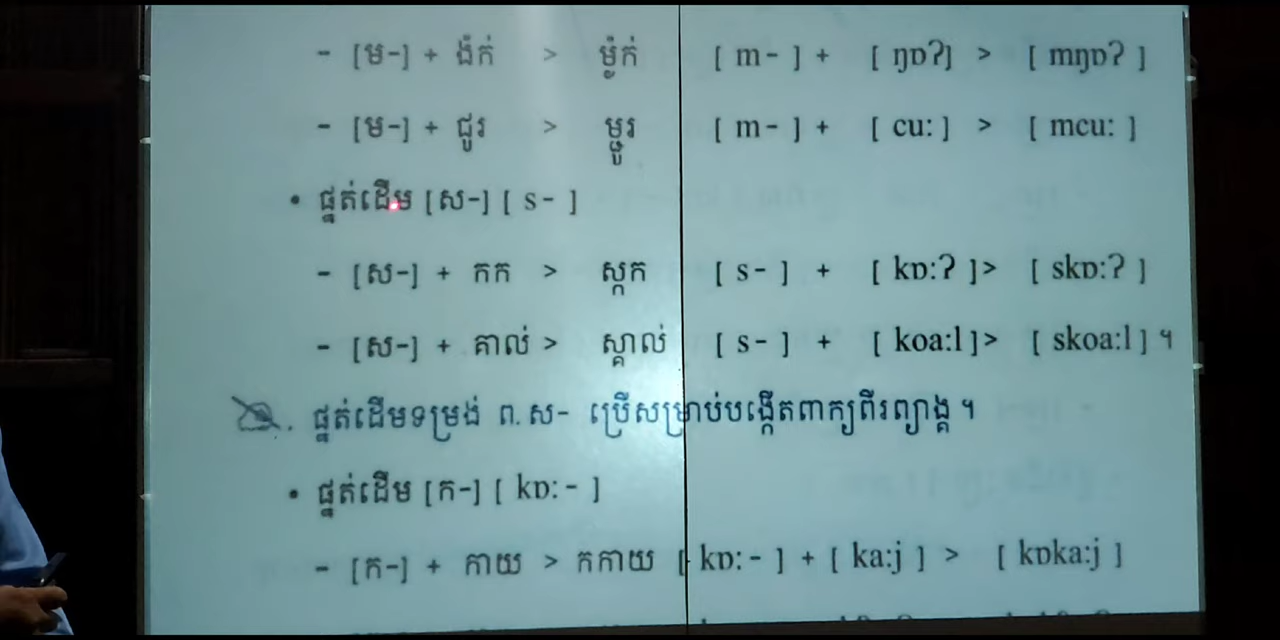 - [ម-] + ង៉ក់ > ម្ង៉ក់ [ m- ] + [ ŋɒʔ] > [ mŋɒʔ ]
- [ម-] + ជូរ > ម្ជូរ [ m- ] + [ cu: ] > [ mcu: ]
• ផ្នត់ដើម [ស-] [ s- ]
- [ស-] + កក > ស្កក [ s- ] + [ kɒ:ʔ ]> [ skɒ:ʔ ]
- [ស-] + គាល់ > ស្គាល់ [ s- ] + [ koa:l ]> [ skoa:l ] ។
. ផ្នត់ដើមទម្រង់ ព.ស- ប្រើសម្រាប់បង្កើតពាក្យពីរព្យាង្គ ។
• ផ្នត់ដើម [ក-] [ kɒ: - ]
- [ក-] + កាយ > កកាយ [ kɒ: - ] + [ ka:j ] > [ kɒka:j ]